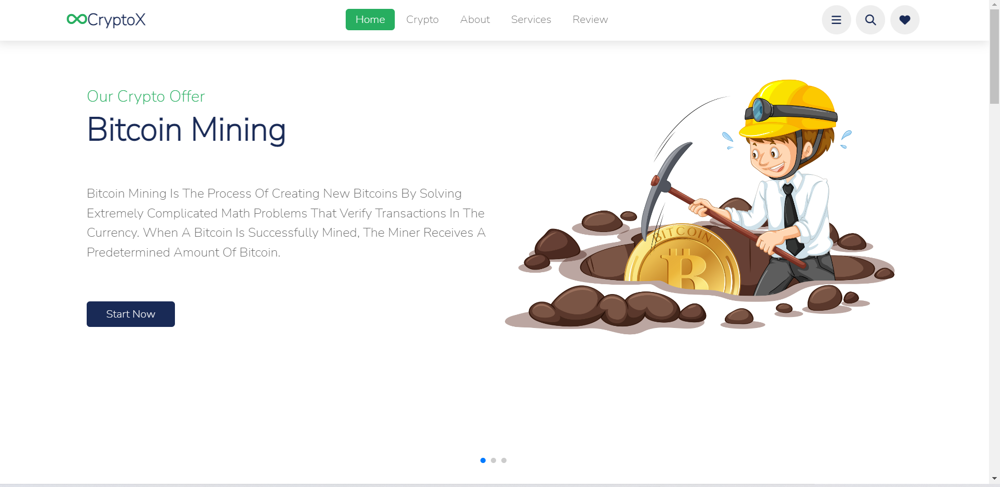 CryptoX
Home Crypto About Services Review
Our Crypto Offer
Bitcoin Mining
Bitcoin Mining Is The Process Of Creating New Bitcoins By Solving
Extremely Complicated Math Problems That Verify Transactions In The
Currency. When A Bitcoin Is Successfully Mined, The Miner Receives A
Predetermined Amount Of Bitcoin.
Start Now
BITCOIN